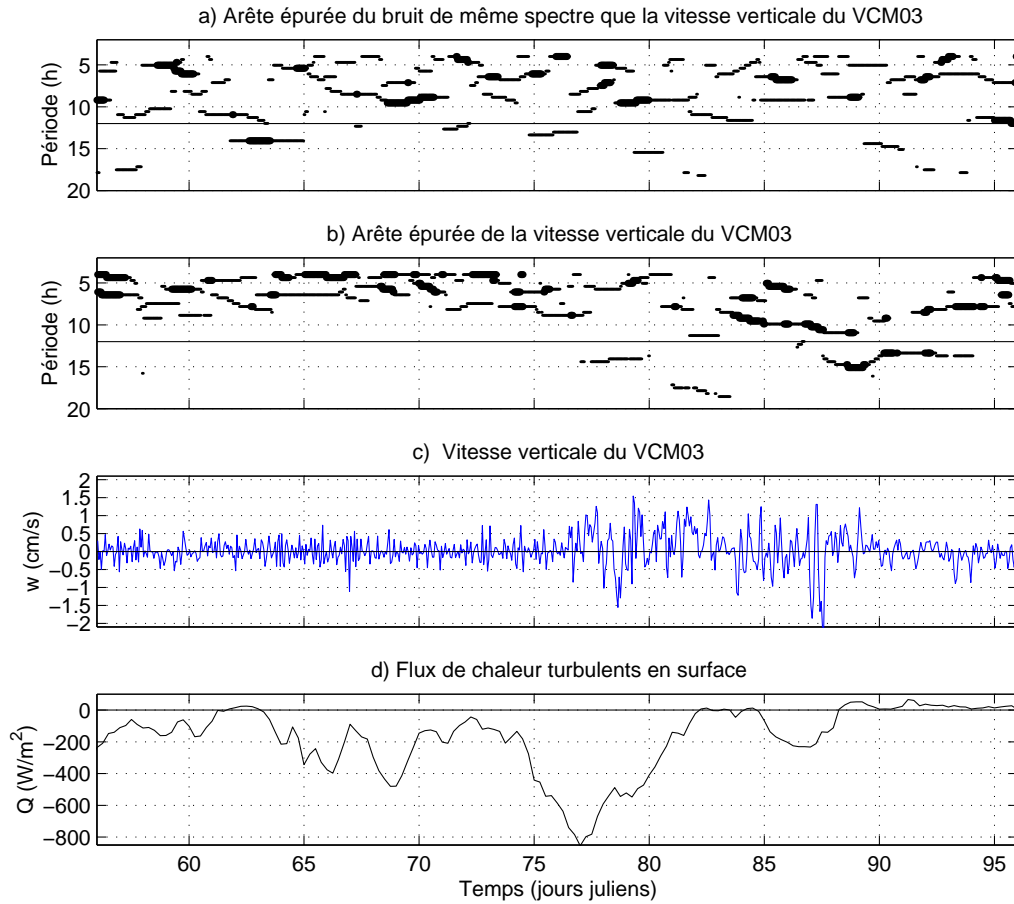 a) Arête épurée du bruit de même spectre que la vitesse verticale du VCM03
Période (h)
5
10
15
20
b) Arête épurée de la vitesse verticale du VCM03
Période (h)
5
10
15
20
c) Vitesse verticale du VCM03
w (cm/s)
2
1.5
1
0.5
0
−0.5
−1
−1.5
−2
d) Flux de chaleur turbulents en surface
Q (W/m²)
0
−200
−400
−600
−800
60 65 70 75 80 85 90 95
Temps (jours juliens)